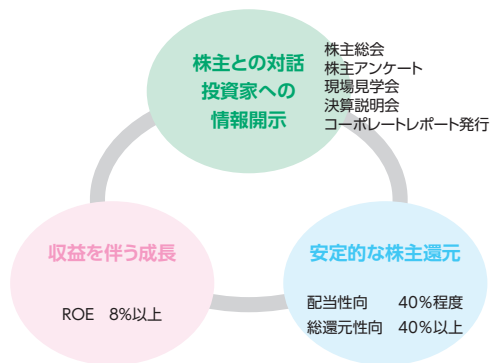 株主との対話
投資家への
情報開示
株主総会
株主アンケート
現場見学会
決算説明会
コーポレートレポート発行
収益を伴う成長
ROE 8%以上
安定的な株主還元
配当性向 40%程度
総還元性向 40%以上